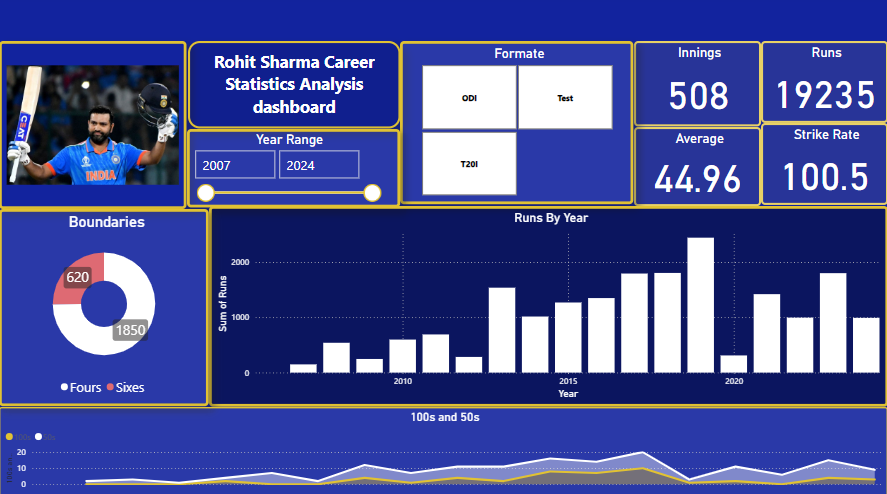 Rohit Sharma Career
Statistics Analysis
dashboard
Year Range
2007
2024
Formate
ODI
Test
T20I
Innings
508
Runs
19235
Average
44.96
Strike Rate
100.5
CEAT
INDIA
Boundaries
620
1850
Fours
Sixes
Runs By Year
Sum of Runs
2000
1000
0
2010
2015
2020
Year
100s and 50s
100s
50s
20
10
0